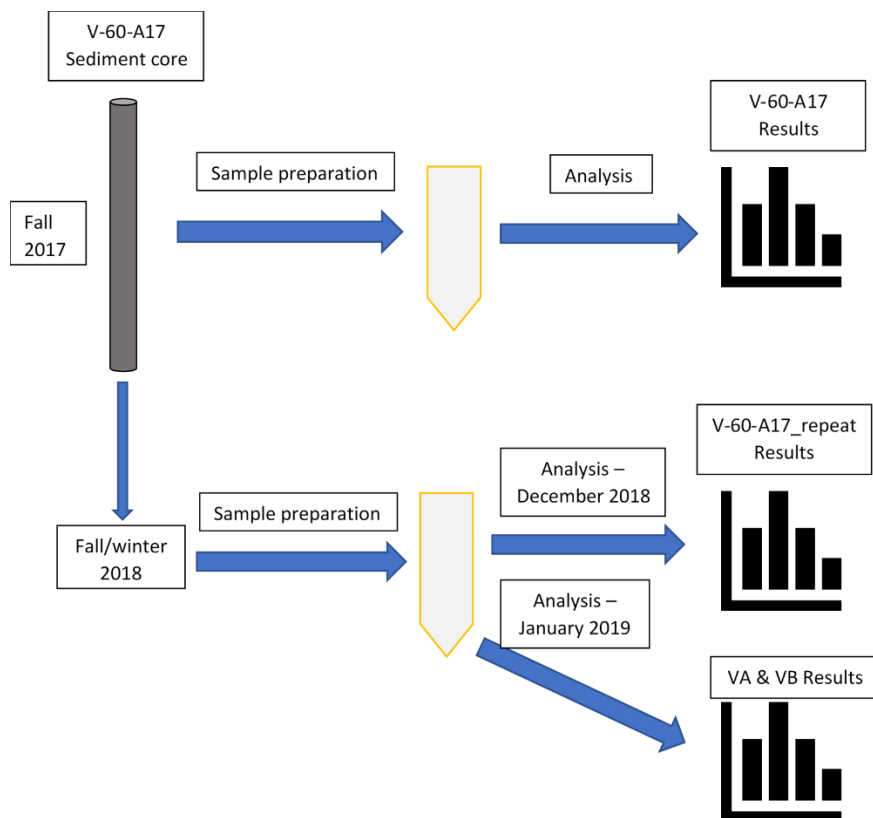 V-60-A17
Sediment core
V-60-A17
Results
Sample preparation
Analysis
Fall
2017
V-60-A17_repeat
Results
Analysis –
December 2018
Sample preparation
Fall/winter
2018
Analysis –
January 2019
VA & VB Results